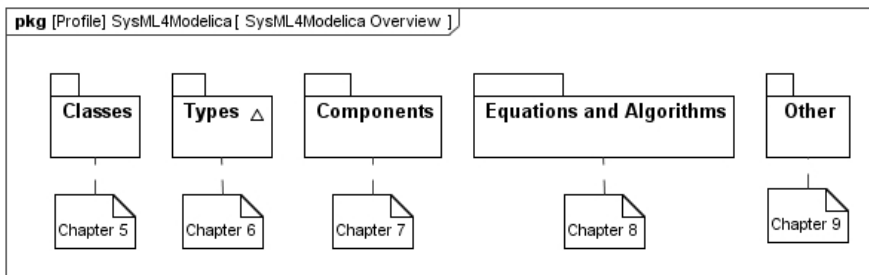 pkg [Profile] SysML4Modelica [ SysML4Modelica Overview ]
Classes
Types
Components
Equations and Algorithms
Other
Chapter 5
Chapter 6
Chapter 7
Chapter 8
Chapter 9